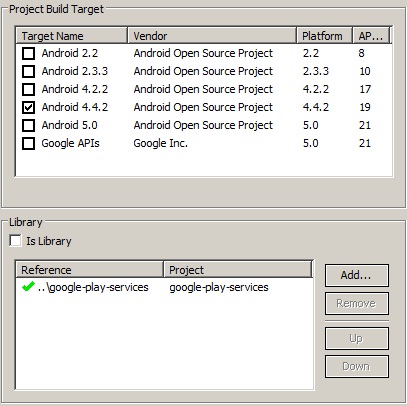 Project Build Target
Target Name Vendor Platform AP...
Android 2.2 Android Open Source Project 2.2 8
Android 2.3.3 Android Open Source Project 2.3.3 10
Android 4.2.2 Android Open Source Project 4.2.2 17
Android 4.4.2 Android Open Source Project 4.4.2 19
Android 5.0 Android Open Source Project 5.0 21
Google APIs Google Inc. 5.0 21
Library
Is Library
Reference Project
..\google-play-services google-play-services
Add...
Remove
Up
Down